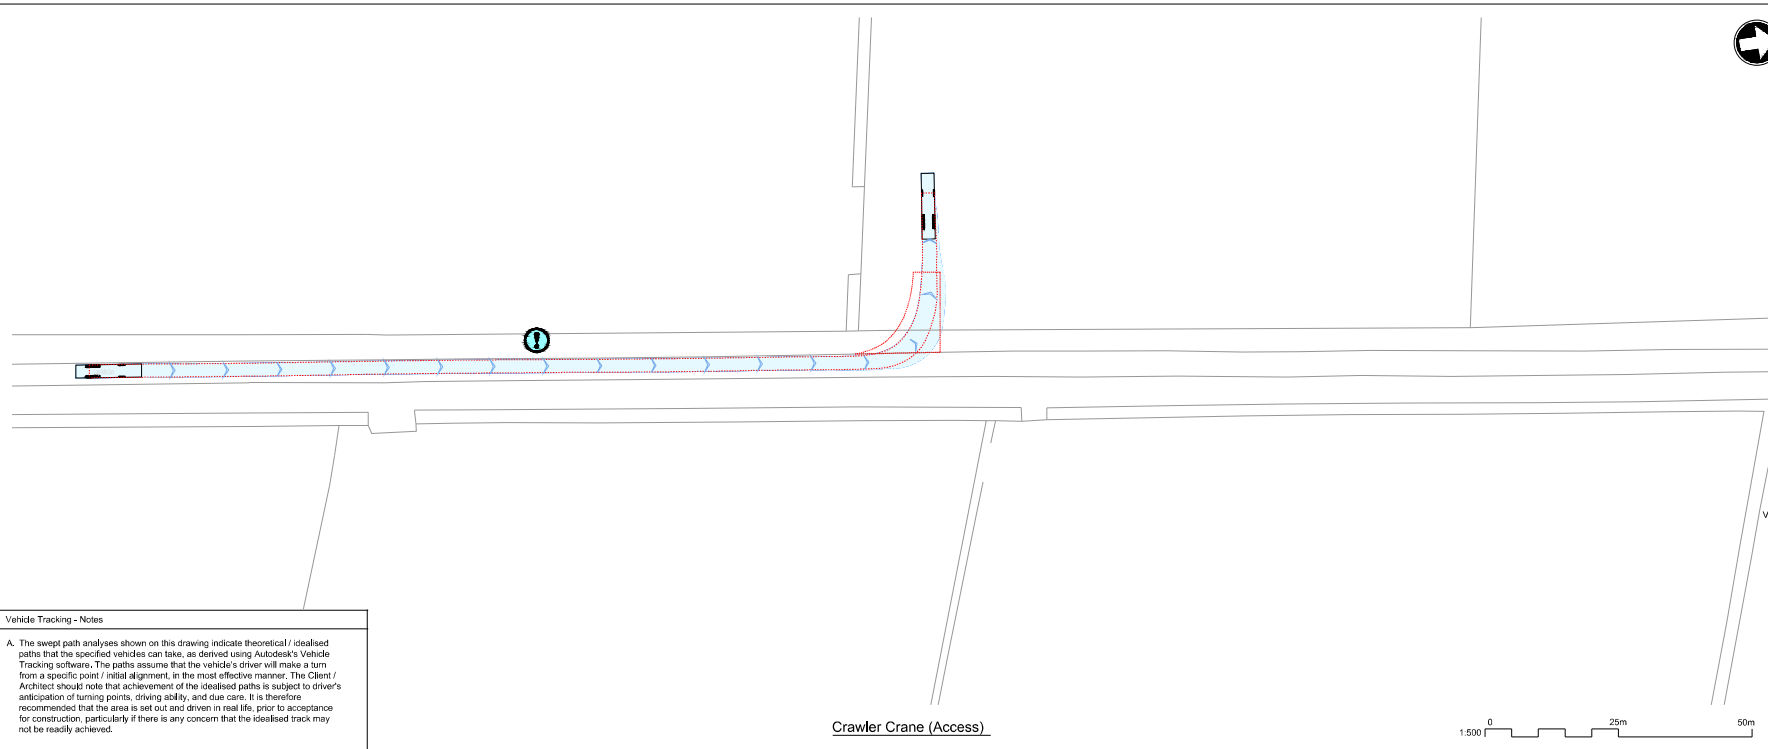 Vehicle Tracking - Notes
A. The swept path analyses shown on this drawing indicate theoretical / idealised
paths that the specified vehicles can take, as derived using Autodesk's Vehicle
Tracking software. The paths assume that the vehicle's driver will make a turn
from a specific point / initial alignment, in the most effective manner. The Client /
Architect should note that achievement of the idealised paths is subject to driver's
anticipation of turning points, driving ability, and due care. It is therefore
recommended that the area is set out and driven in real life, prior to acceptance
for construction, particularly if there is any concern that the idealised track may
not be readily achieved.
Crawler Crane (Access)
0 25m 50m
1:500